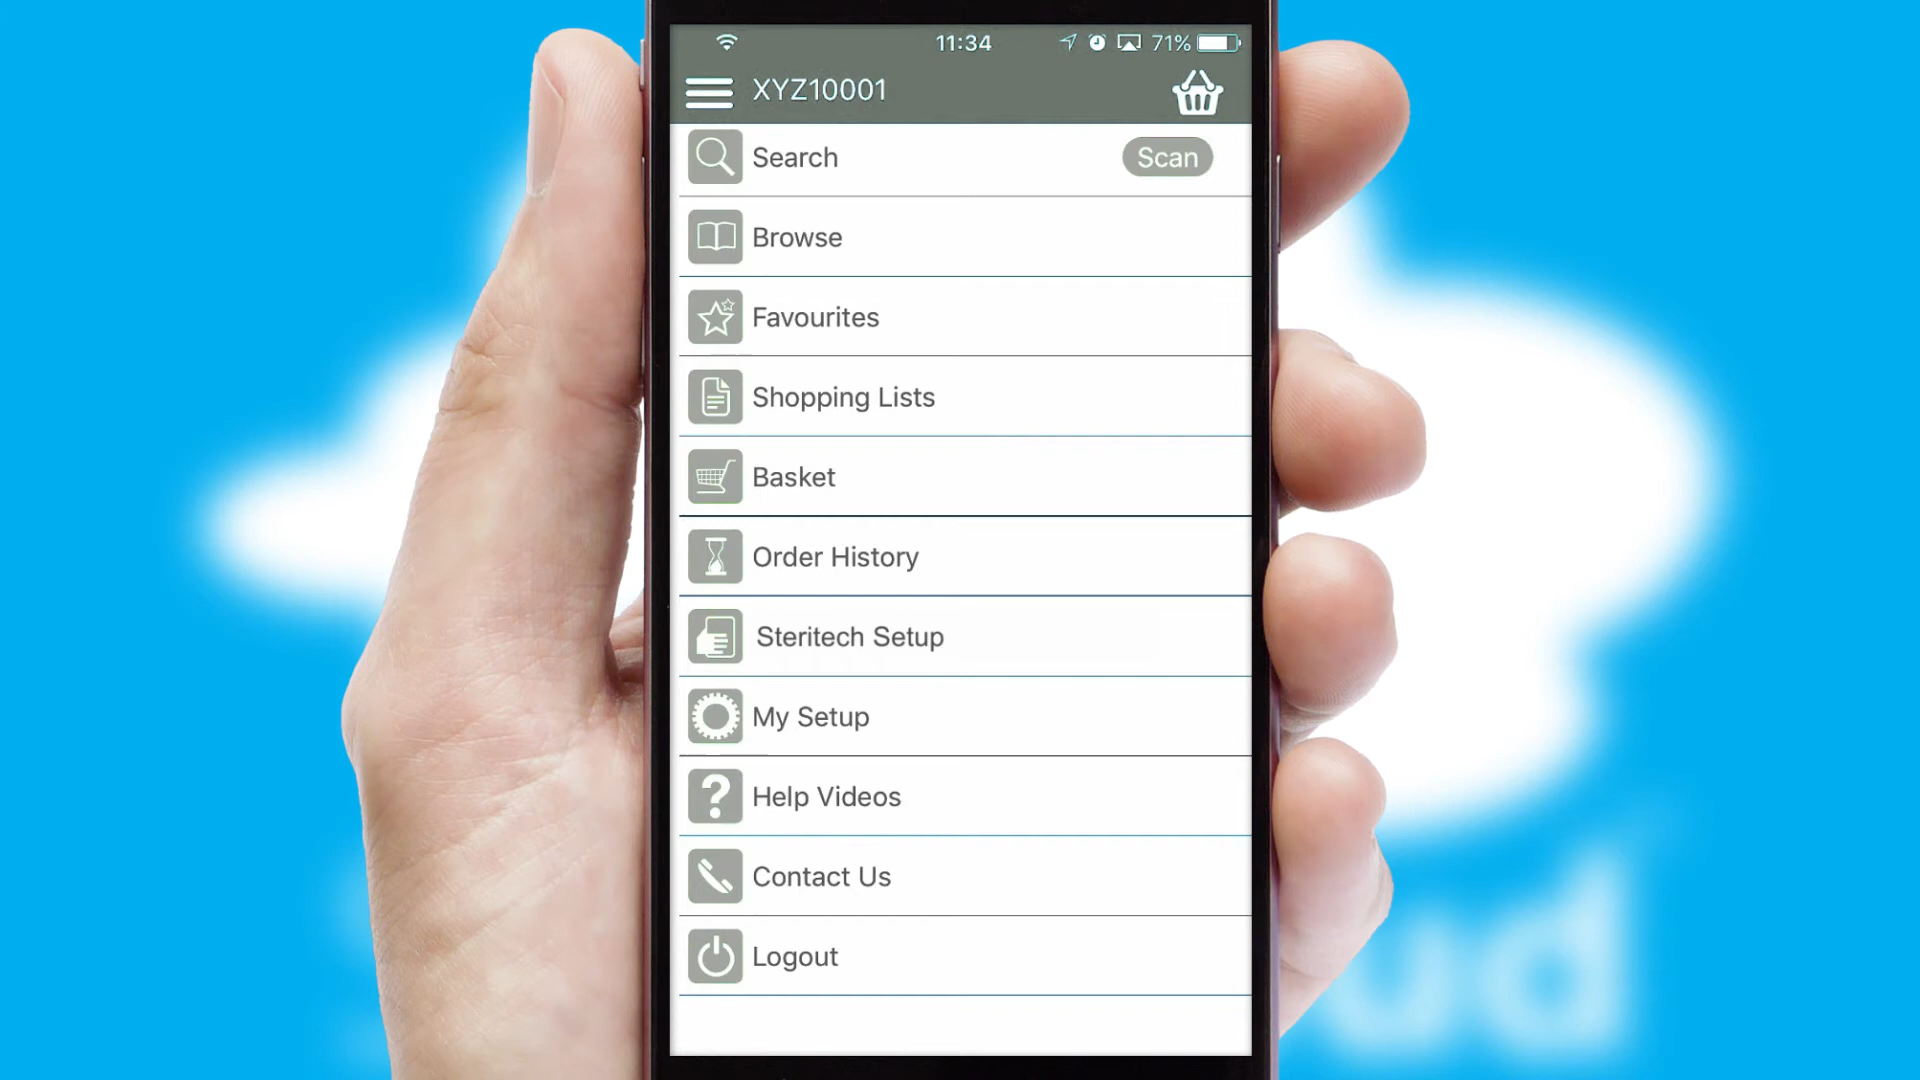 11:34
71%
XYZ10001
Search
Scan
Browse
Favourites
Shopping Lists
Basket
Order History
Steritech Setup
My Setup
Help Videos
Contact Us
Logout